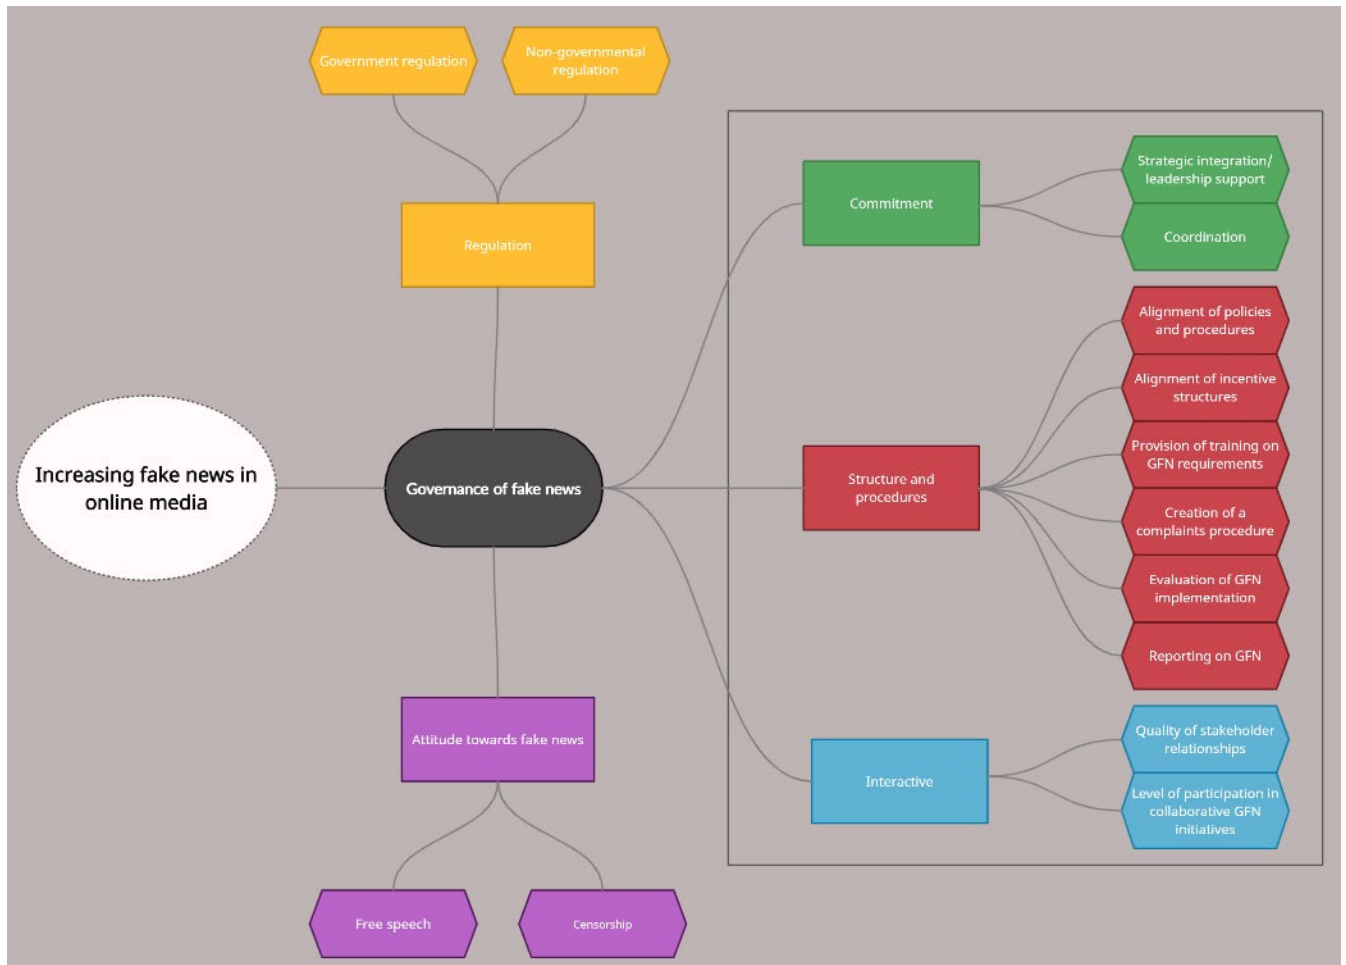 Government regulation
Non-governmental
regulation
Regulation
Strategic integration/
leadership support
Commitment
Coordination
Alignment of policies
and procedures
Alignment of incentive
structures
Provision of training on
GFN requirements
Increasing fake news in
online media
Governance of fake news
Structure and
procedures
Creation of a
complaints procedure
Evaluation of GFN
implementation
Reporting on GFN
Attitude towards fake news
Interactive
Quality of stakeholder
relationships
Level of participation in
collaborative GFN
initiatives
Free speech
Censorship